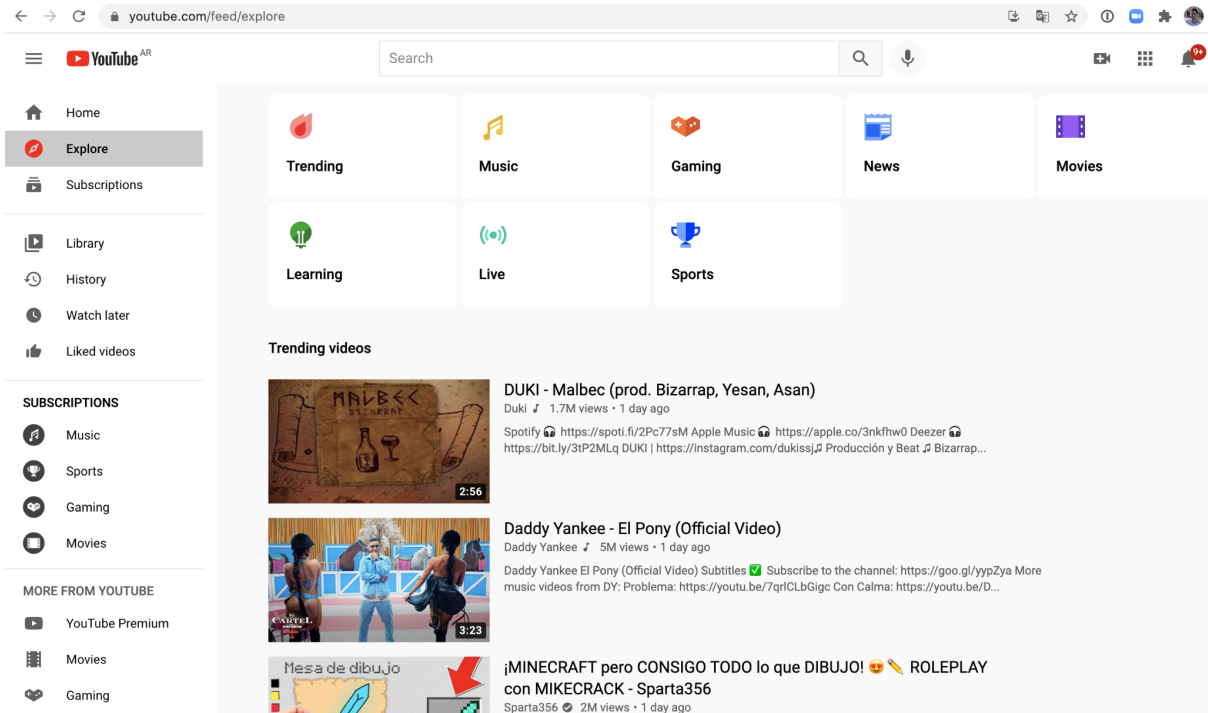 youtube.com/feed/explore
YouTube AR
Search
9+
Home
Explore
Subscriptions
Library
History
Watch later
Liked videos
SUBSCRIPTIONS
Music
Sports
Gaming
Movies
MORE FROM YOUTUBE
YouTube Premium
Movies
Gaming
Trending
Music
Gaming
News
Movies
Learning
Live
Sports
Trending videos
MALBEC
BIZARRAP
2:56
DUKI - Malbec (prod. Bizarrap, Yesan, Asan)
Duki ♪ 1.7M views • 1 day ago
Spotify 🎧 https://spoti.fi/2Pc77sM Apple Music 🎧 https://apple.co/3nkfhw0 Deezer 🎧
https://bit.ly/3tP2MLq DUKI | https://instagram.com/dukissj♫ Producción y Beat ♫ Bizarrap...
CARTEL
3:23
Daddy Yankee - El Pony (Official Video)
Daddy Yankee ♪ 5M views • 1 day ago
Daddy Yankee El Pony (Official Video) Subtitles ✅ Subscribe to the channel: https://goo.gl/yypZya More
music videos from DY: Problema: https://youtu.be/7qrlCLbGigc Con Calma: https://youtu.be/D...
Mesa de dibujo
¡MINECRAFT pero CONSIGO TODO lo que DIBUJO! 😍✏️ ROLEPLAY
con MIKECRACK - Sparta356
Sparta356 2M views • 1 day ago